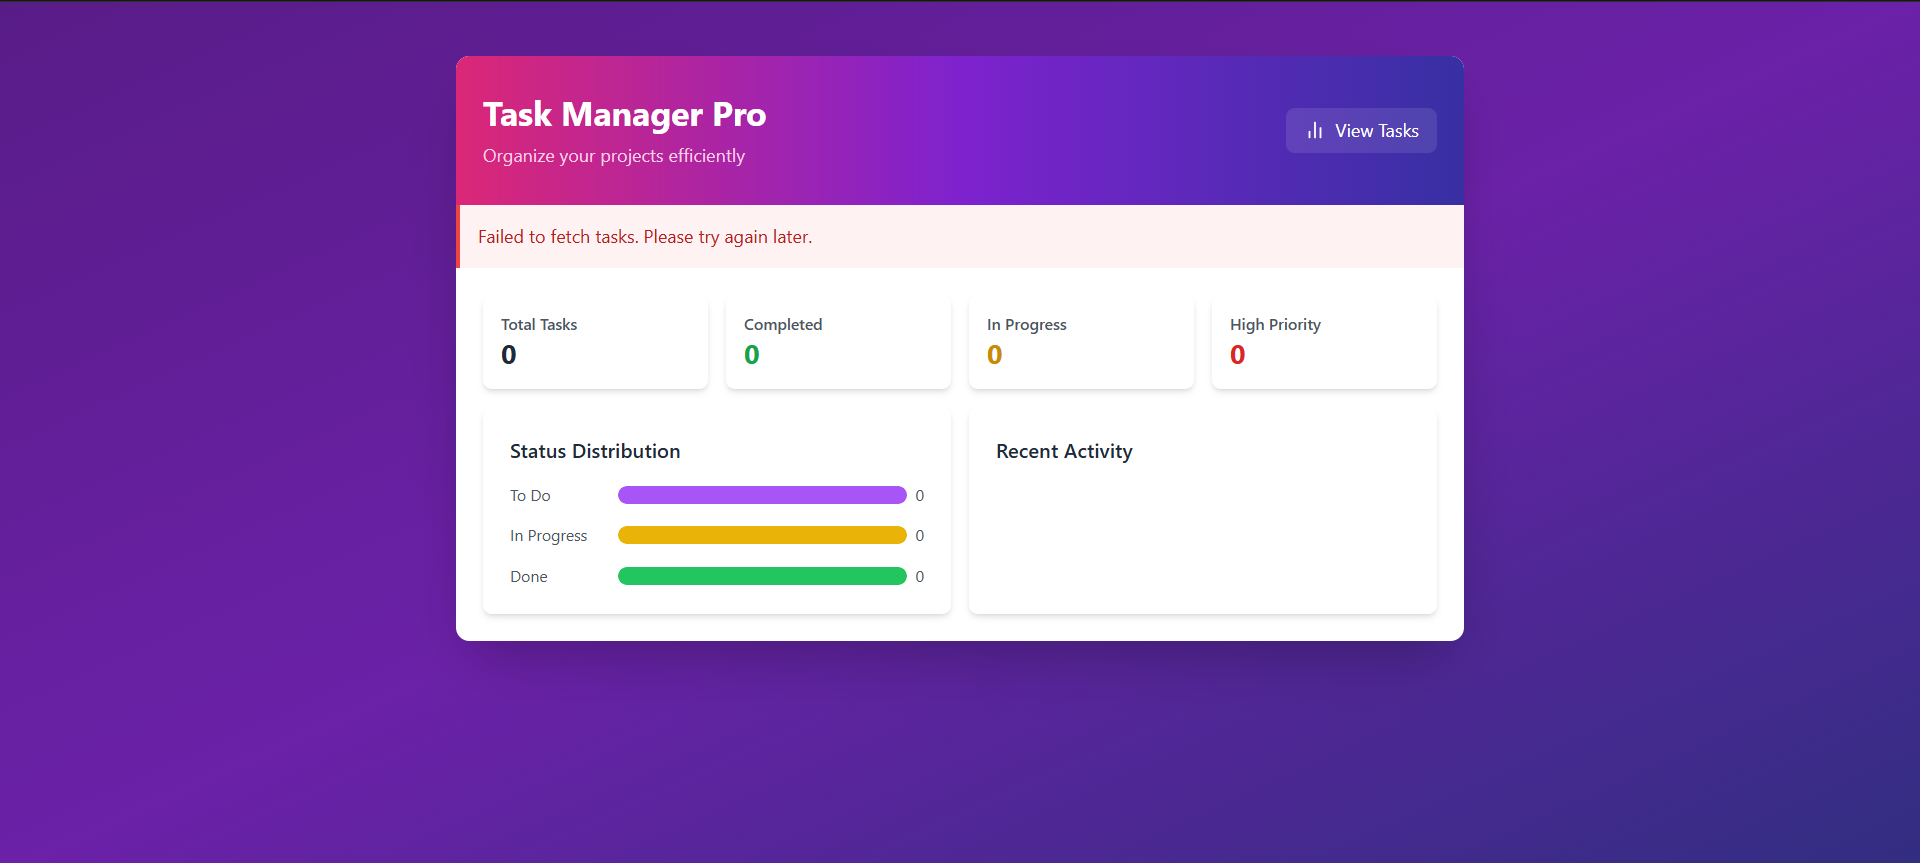 Task Manager Pro
Organize your projects efficiently
View Tasks
Failed to fetch tasks. Please try again later.
Total Tasks
0
Completed
0
In Progress
0
High Priority
0
Status Distribution
To Do 0
In Progress 0
Done 0
Recent Activity